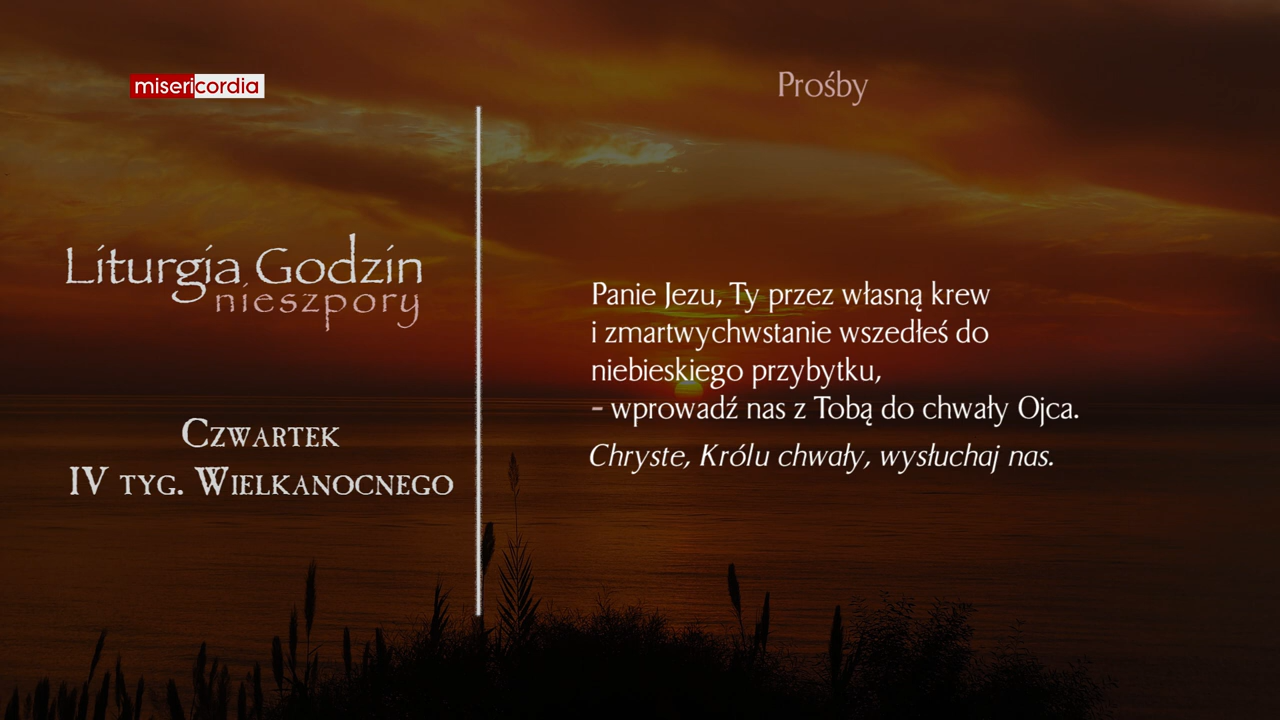 misericordia
Liturgia Godzin
nieszpory
Czwartek
IV tyg. Wielkanocnego
Prośby
Panie Jezu, Ty przez własną krew
i zmartwychwstanie wszedłeś do
niebieskiego przybytku,
- wprowadź nas z Tobą do chwały Ojca.
Chryste, Królu chwały, wysłuchaj nas.